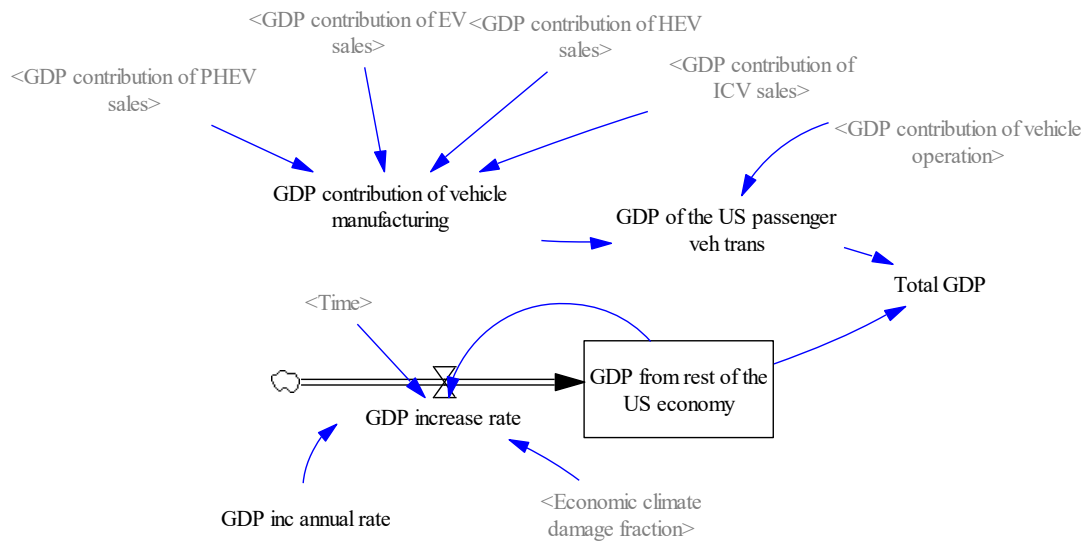 <GDP contribution of EV
sales>
<GDP contribution of HEV
sales>
<GDP contribution of PHEV
sales>
<GDP contribution of
ICV sales>
<GDP contribution of vehicle
operation>
GDP contribution of vehicle
manufacturing
GDP of the US passenger
veh trans
Total GDP
<Time>
GDP from rest of the
US economy
GDP increase rate
GDP inc annual rate
<Economic climate
damage fraction>